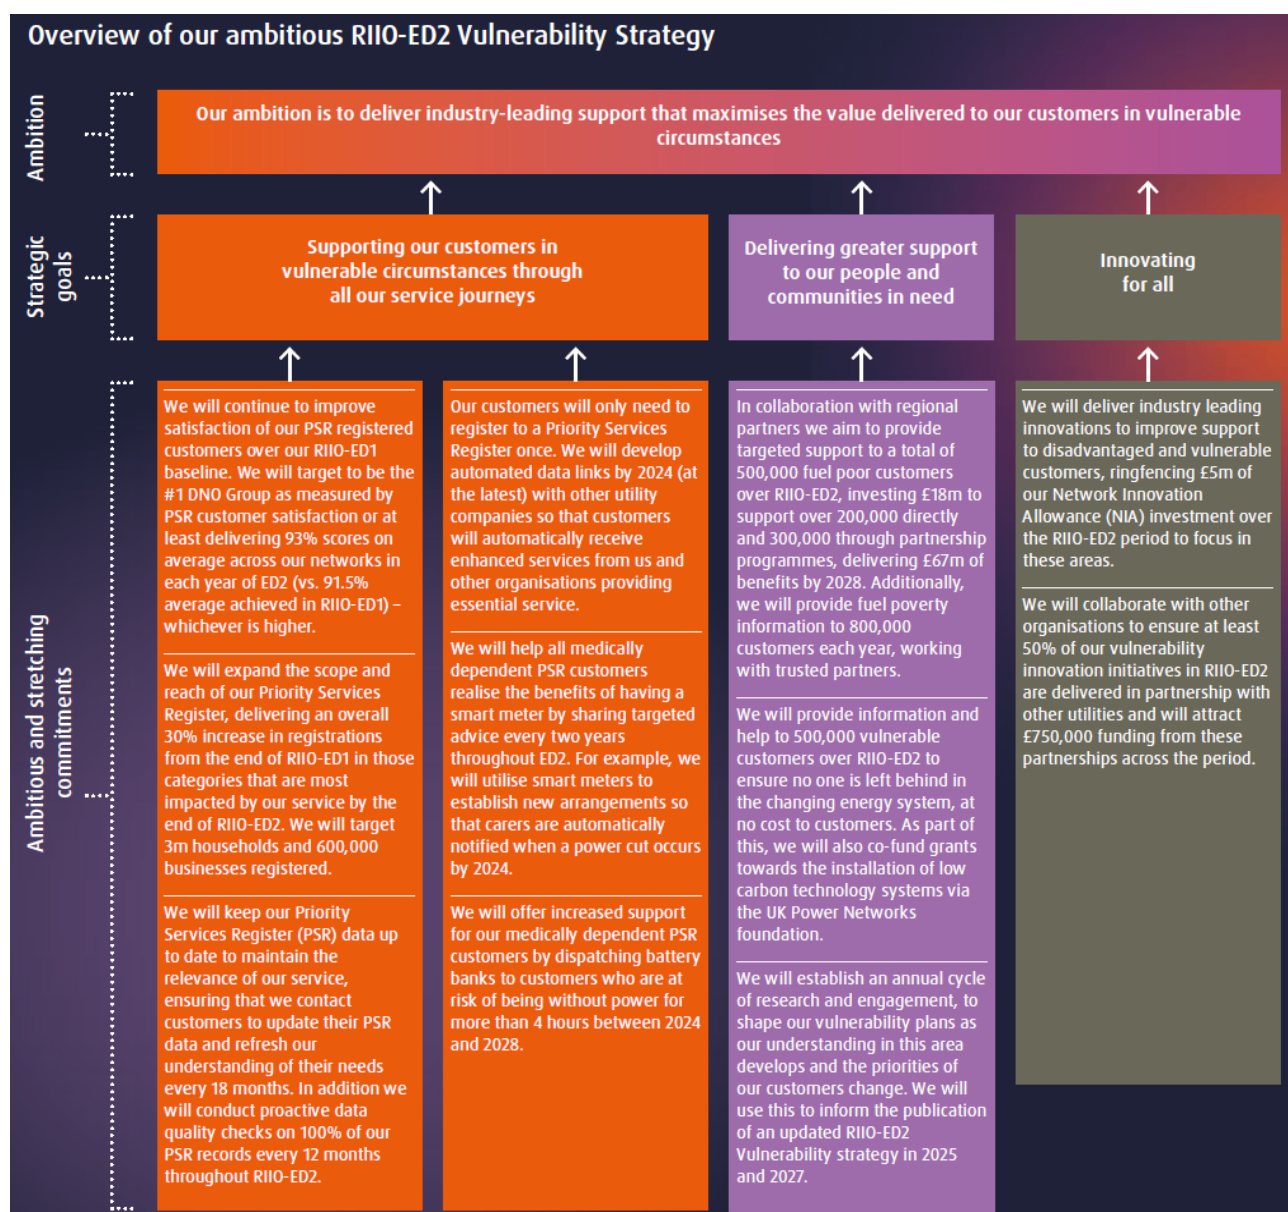 Overview of our ambitious RIIO-ED2 Vulnerability Strategy
Ambition
Our ambition is to deliver industry-leading support that maximises the value delivered to our customers in vulnerable
circumstances
Strategic
goals
Supporting our customers in
vulnerable circumstances through
all our service journeys
Delivering greater support
to our people and
communities in need
Innovating
for all
Ambitious and stretching
commitments
We will continue to improve
satisfaction of our PSR registered
customers over our RIIO-ED1
baseline. We will target to be the
#1 DNO Group as measured by
PSR customer satisfaction or at
least delivering 93% scores on
average across our networks in
each year of ED2 (vs. 91.5%
average achieved in RIIO-ED1) –
whichever is higher.
We will expand the scope and
reach of our Priority Services
Register, delivering an overall
30% increase in registrations
from the end of RIIO-ED1 in those
categories that are most
impacted by our service by the
end of RIIO-ED2. We will target
3m households and 600,000
businesses registered.
We will keep our Priority
Services Register (PSR) data up
to date to maintain the
relevance of our service,
ensuring that we contact
customers to update their PSR
data and refresh our
understanding of their needs
every 18 months. In addition we
will conduct proactive data
quality checks on 100% of our
PSR records every 12 months
throughout RIIO-ED2.
Our customers will only need to
register to a Priority Services
Register once. We will develop
automated data links by 2024 (at
the latest) with other utility
companies so that customers
will automatically receive
enhanced services from us and
other organisations providing
essential service.
We will help all medically
dependent PSR customers
realise the benefits of having a
smart meter by sharing targeted
advice every two years
throughout ED2. For example, we
will utilise smart meters to
establish new arrangements so
that carers are automatically
notified when a power cut occurs
by 2024.
We will offer increased support
for our medically dependent PSR
customers by dispatching battery
banks to customers who are at
risk of being without power for
more than 4 hours between 2024
and 2028.
In collaboration with regional
partners we aim to provide
targeted support to a total of
500,000 fuel poor customers
over RIIO-ED2, investing £18m to
support over 200,000 directly
and 300,000 through partnership
programmes, delivering £67m of
benefits by 2028. Additionally,
we will provide fuel poverty
information to 800,000
customers each year, working
with trusted partners.
We will provide information and
help to 500,000 vulnerable
customers over RIIO-ED2 to
ensure no one is left behind in
the changing energy system, at
no cost to customers. As part of
this, we will also co-fund grants
towards the installation of low
carbon technology systems via
the UK Power Networks
foundation.
We will establish an annual cycle
of research and engagement, to
shape our vulnerability plans as
our understanding in this area
develops and the priorities of
our customers change. We will
use this to inform the publication
of an updated RIIO-ED2
Vulnerability strategy in 2025
and 2027.
We will deliver industry leading
innovations to improve support
to disadvantaged and vulnerable
customers, ringfencing £5m of
our Network Innovation
Allowance (NIA) investment over
the RIIO-ED2 period to focus in
these areas.
We will collaborate with other
organisations to ensure at least
50% of our vulnerability
innovation initiatives in RIIO-ED2
are delivered in partnership with
other utilities and will attract
£750,000 funding from these
partnerships across the period.